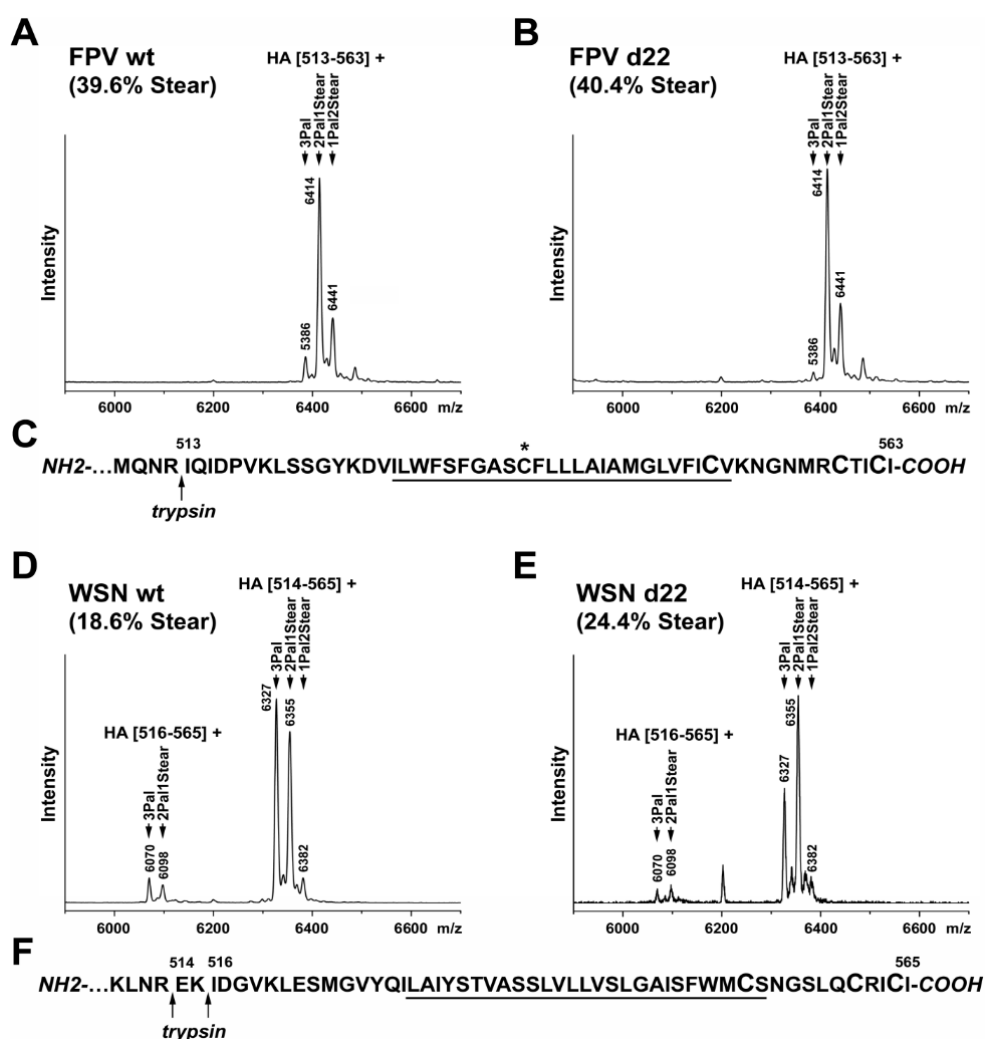 A
FPV wt
(39.6% Stear)
HA [513-563] +
3Pal
2Pal1Stear
1Pal2Stear
5386
6414
6441
Intensity
6000 6200 6400 6600 m/z
B
FPV d22
(40.4% Stear)
HA [513-563] +
3Pal
2Pal1Stear
1Pal2Stear
5386
6414
6441
Intensity
6000 6200 6400 6600 m/z
C
513 * 563
NH2-...MQNR IQIDPVKLSSGYKDVILWFSFGASCFLLLAIAMGLVFICVKNGNMRCTICI-COOH
trypsin
D
WSN wt
(18.6% Stear)
HA [514-565] +
3Pal
2Pal1Stear
1Pal2Stear
6327
6355
6382
HA [516-565] +
3Pal
2Pal1Stear
6070
6098
Intensity
6000 6200 6400 6600 m/z
E
WSN d22
(24.4% Stear)
HA [514-565] +
3Pal
2Pal1Stear
1Pal2Stear
6327
6355
6382
HA [516-565] +
3Pal
2Pal1Stear
6070
6098
Intensity
6000 6200 6400 6600 m/z
F
514 516 565
NH2-...KLNR EK IDGVKLESMGVYQILAIYSTVASSLVLLVSLGAISFWMCSNGSLQCRICI-COOH
trypsin